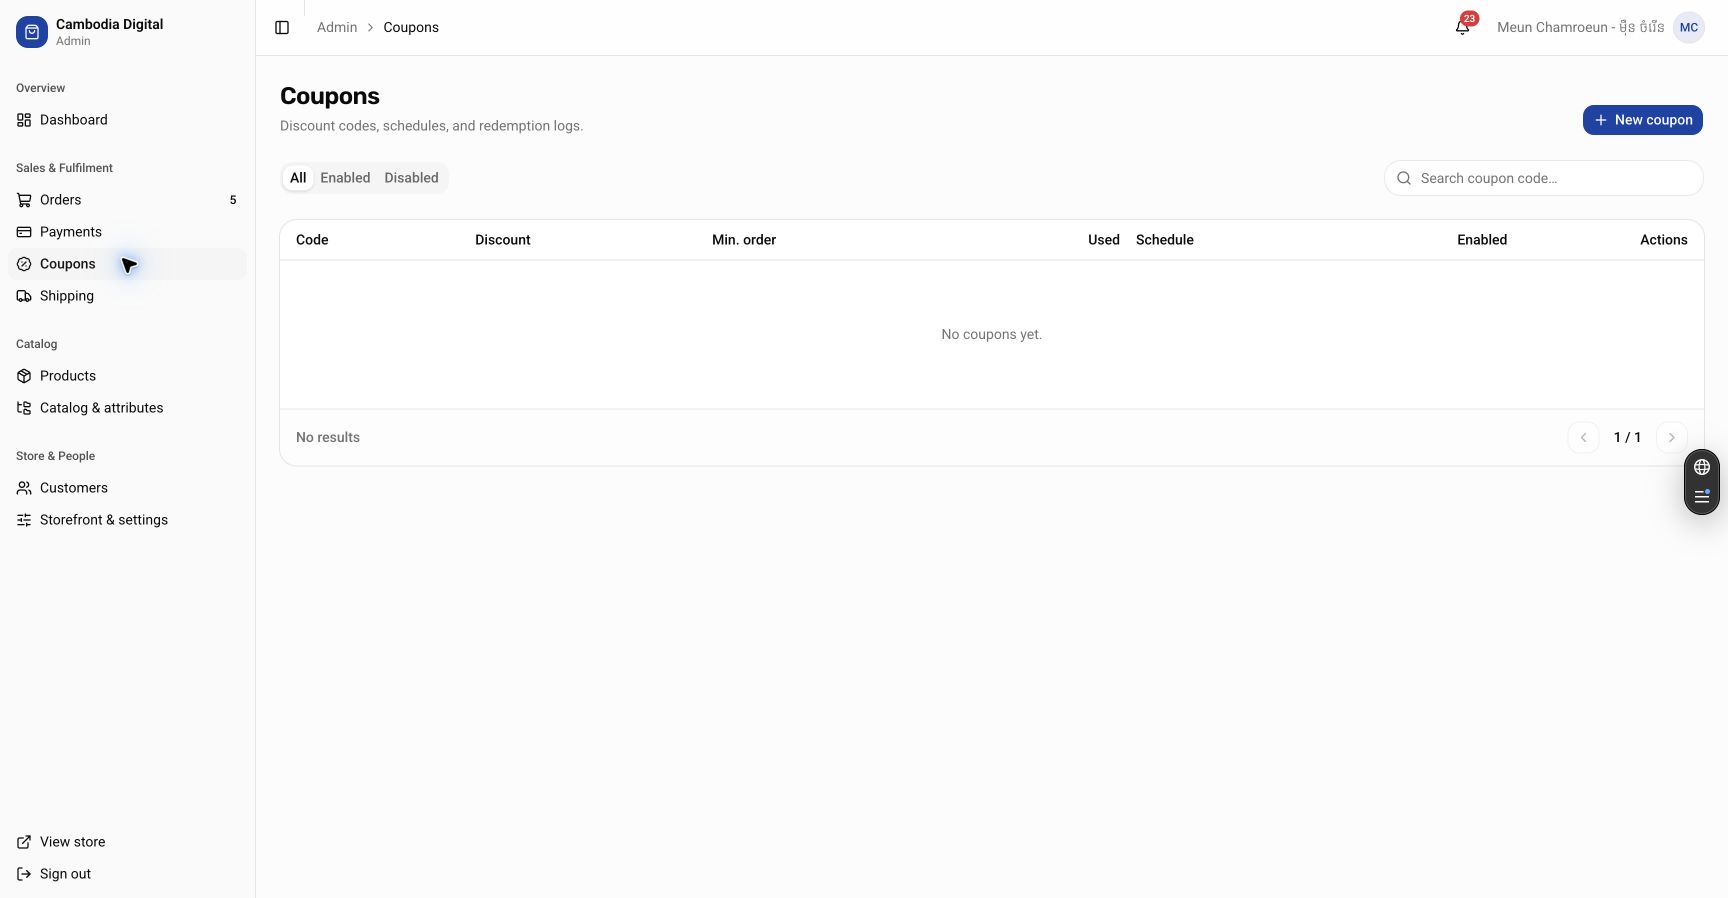 Cambodia Digital
Admin
Overview
Dashboard
Sales & Fulfilment
Orders 5
Payments
Coupons
Shipping
Catalog
Products
Catalog & attributes
Store & People
Customers
Storefront & settings
View store
Sign out
Admin > Coupons
23
Meun Chamroeun - ម៉ឺន ចំរើន MC
Coupons
Discount codes, schedules, and redemption logs.
+ New coupon
All Enabled Disabled
Search coupon code...
Code Discount Min. order Used Schedule Enabled Actions
No coupons yet.
No results
1 / 1